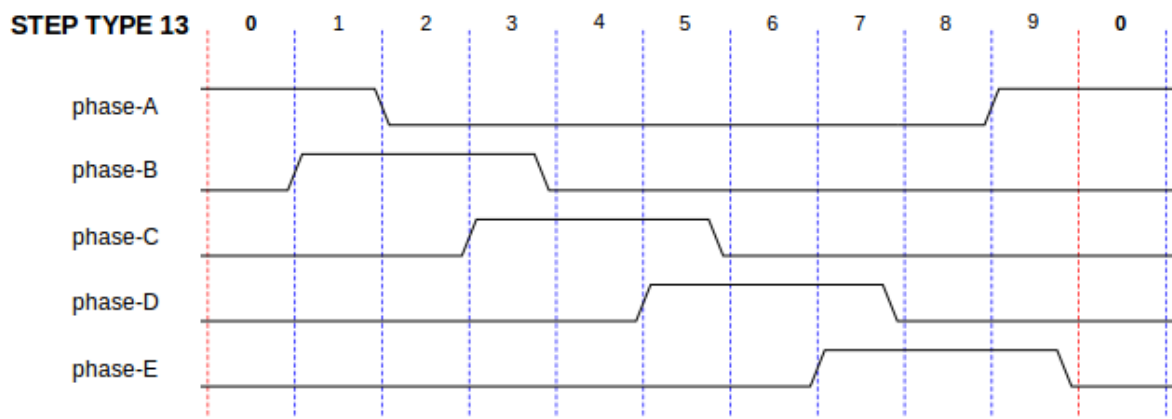 STEP TYPE 13 0 1 2 3 4 5 6 7 8 9 0
phase-A
phase-B
phase-C
phase-D
phase-E